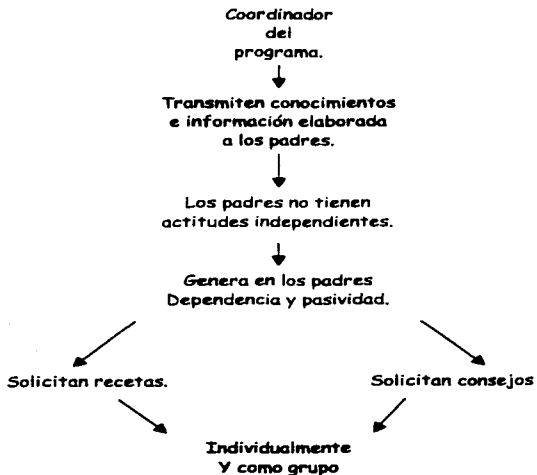 Coordinador
del
programa.
Transmiten conocimientos
e información elaborada
a los padres.
Los padres no tienen
actitudes independientes.
Genera en los padres
Dependencia y pasividad.
Solicitan recetas.
Solicitan consejos
Individualmente
Y como grupo